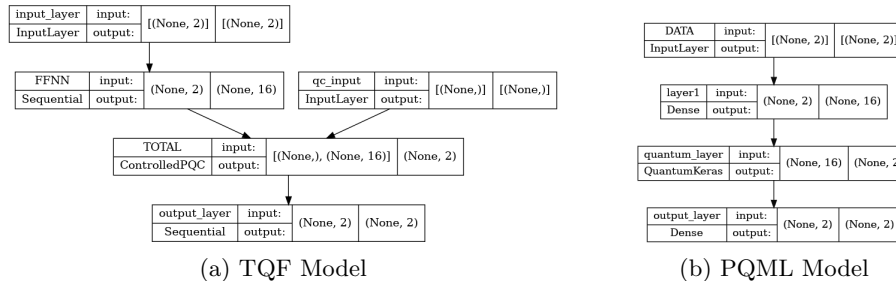 input_layer input: [(None, 2)] [(None, 2)]
InputLayer output:
FFNN input: (None, 2) (None, 16)
Sequential output:
qc_input input: [(None,)] [(None,)]
InputLayer output:
TOTAL input: [(None,), (None, 16)] (None, 2)
ControlledPQC output:
output_layer input: (None, 2) (None, 2)
Sequential output:
(a) TQF Model
DATA input: [(None, 2)] [(None, 2)]
InputLayer output:
layer1 input: (None, 2) (None, 16)
Dense output:
quantum_layer input: (None, 16) (None, 2
QuantumKeras output:
output_layer input: (None, 2) (None, 2)
Dense output:
(b) PQML Model